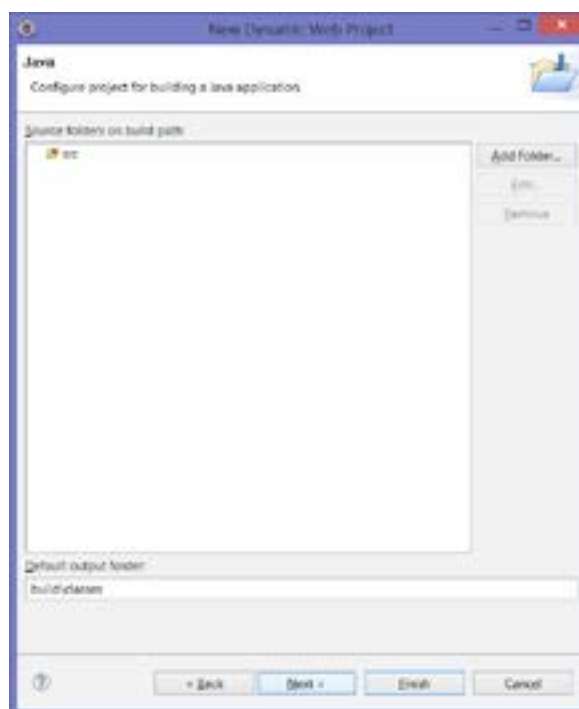 New Dynamic Web Project
Java
Configure project for building a Java application.
Source folders on build path:
src
Add Folder...
Edit...
Remove
Default output folder:
build\classes
< Back
Next >
Finish
Cancel